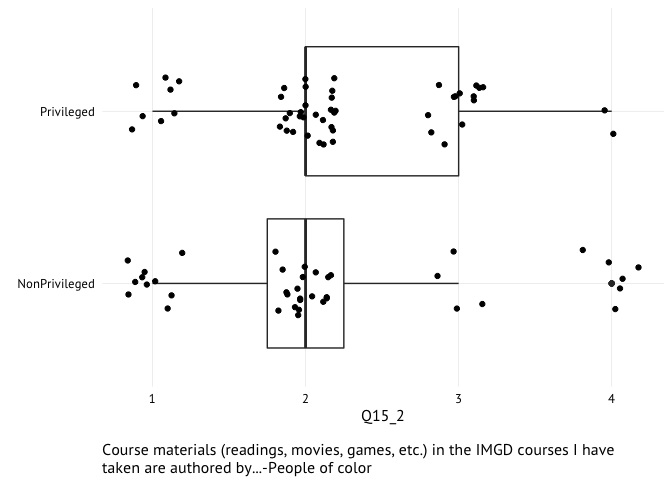 Privileged
NonPrivileged
1 2 3 4
Q15_2
Course materials (readings, movies, games, etc.) in the IMGD courses I have
taken are authored by...-People of color